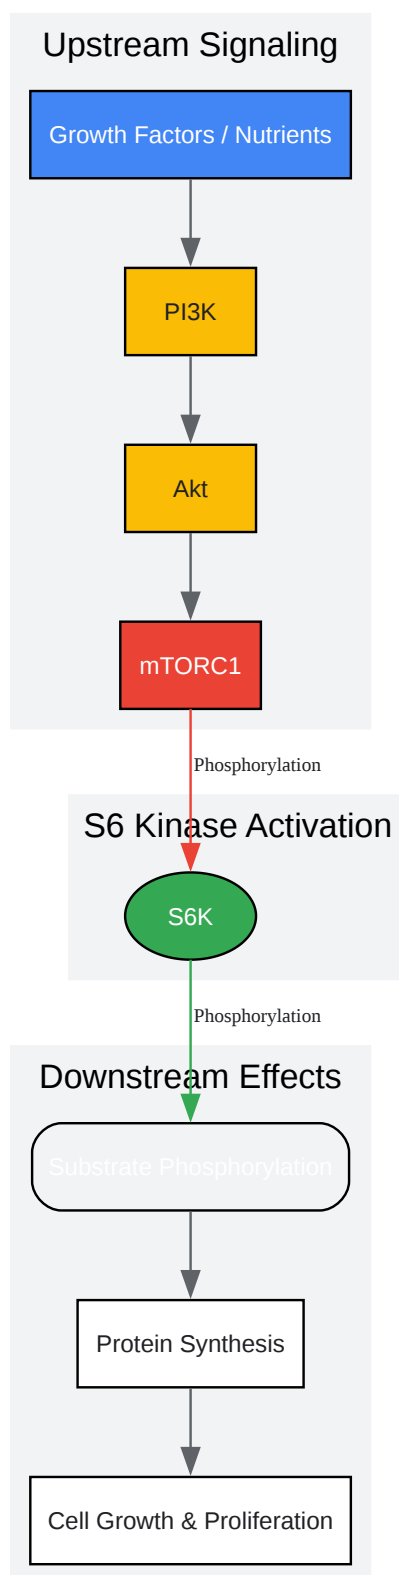 Upstream Signaling
Growth Factors / Nutrients
PI3K
Akt
mTORC1
Phosphorylation
S6 Kinase Activation
S6K
Phosphorylation
Downstream Effects
Substrate Phosphorylation
Protein Synthesis
Cell Growth & Proliferation